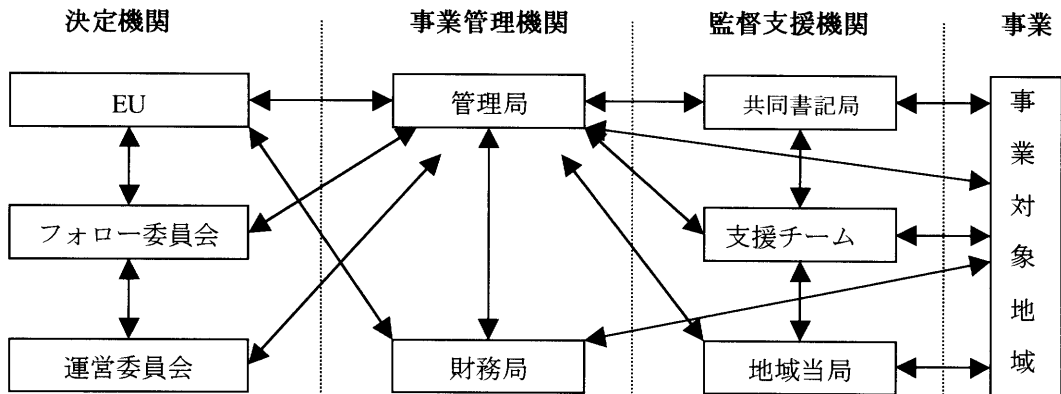 決定機関 事業管理機関 監督支援機関 事業
EU 管理局 共同書記局
フォロー委員会 支援チーム
運営委員会 財務局 地域当局
事業対象地域